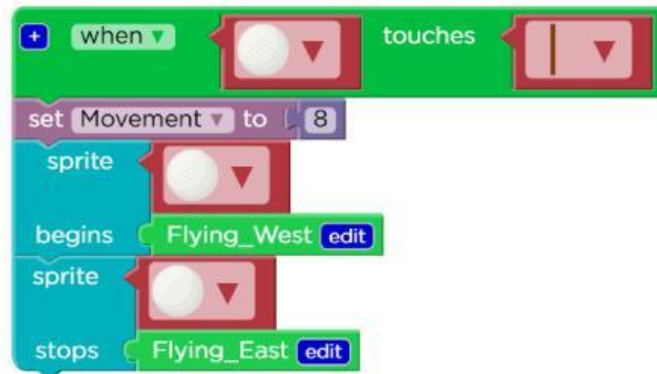 + when touches
set Movement to 8
sprite
begins Flying_West edit
sprite
stops Flying_East edit